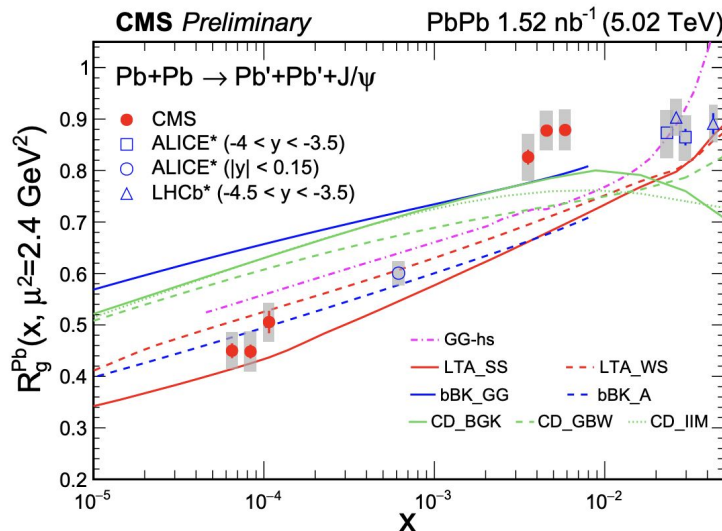 CMS Preliminary PbPb 1.52 nb⁻¹ (5.02 TeV)
Pb+Pb → Pb'+Pb'+J/ψ
CMS
ALICE* (-4 < y < -3.5)
ALICE* (|y| < 0.15)
LHCb* (-4.5 < y < -3.5)
R_g^Pb(x, μ²=2.4 GeV²)
1
0.9
0.8
0.7
0.6
0.5
0.4
0.3
0.2
GG-hs
LTA_SS LTA_WS
bBK_GG bBK_A
CD_BGK CD_GBW CD_IIM
10⁻⁵ 10⁻⁴ 10⁻³ 10⁻²
x